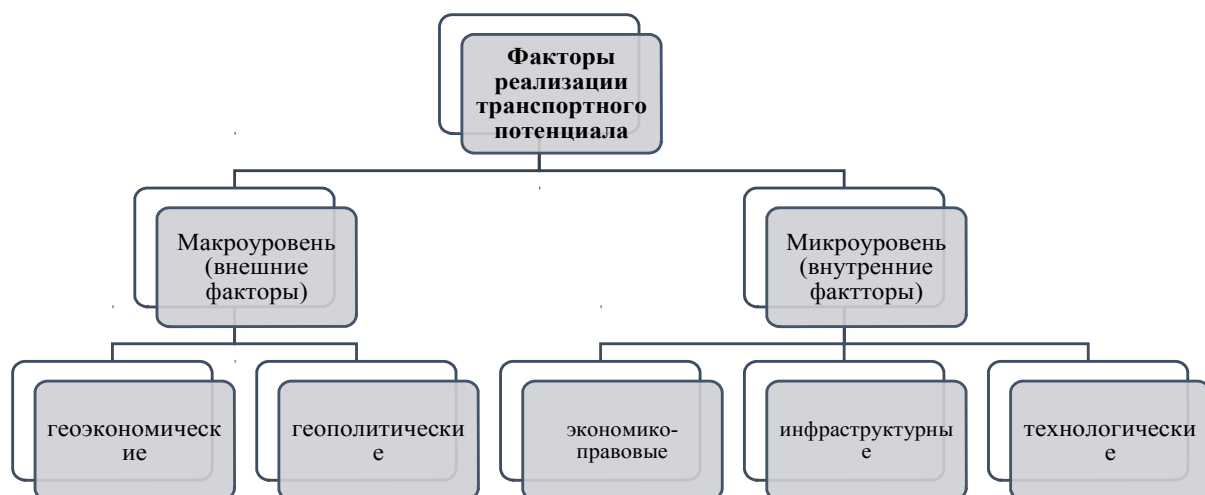 Факторы
реализации
транспортного
потенциала
Макроуровень
(внешние
факторы)
Микроуровень
(внутренние
фактторы)
геоэкономическ
ие
геополитически
е
экономико-
правовые
инфраструктурны
е
технологически
е